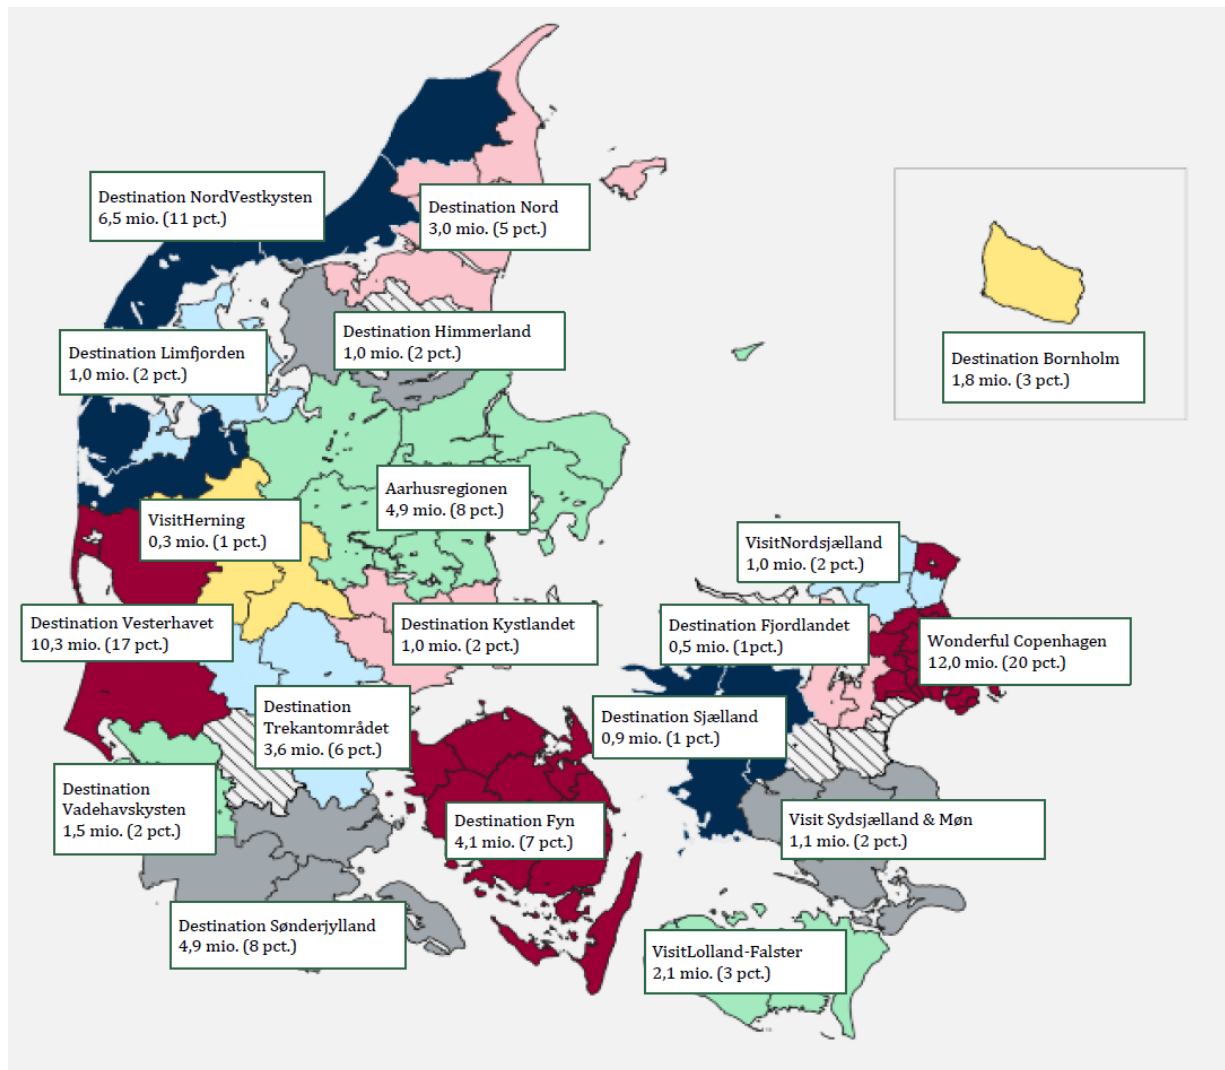 Destination NordVestkysten
6,5 mio. (11 pct.)
Destination Nord
3,0 mio. (5 pct.)
Destination Himmerland
1,0 mio. (2 pct.)
Destination Limfjorden
1,0 mio. (2 pct.)
Destination Bornholm
1,8 mio. (3 pct.)
Aarhusregionen
4,9 mio. (8 pct.)
VisitHerning
0,3 mio. (1 pct.)
VisitNordsjælland
1,0 mio. (2 pct.)
Destination Vesterhavet
10,3 mio. (17 pct.)
Destination Kystlandet
1,0 mio. (2 pct.)
Destination Fjordlandet
0,5 mio. (1pct.)
Wonderful Copenhagen
12,0 mio. (20 pct.)
Destination
Trekantområdet
3,6 mio. (6 pct.)
Destination Sjælland
0,9 mio. (1 pct.)
Destination
Vadehavskysten
1,5 mio. (2 pct.)
Destination Fyn
4,1 mio. (7 pct.)
Visit Sydsjælland & Møn
1,1 mio. (2 pct.)
Destination Sønderjylland
4,9 mio. (8 pct.)
VisitLolland-Falster
2,1 mio. (3 pct.)